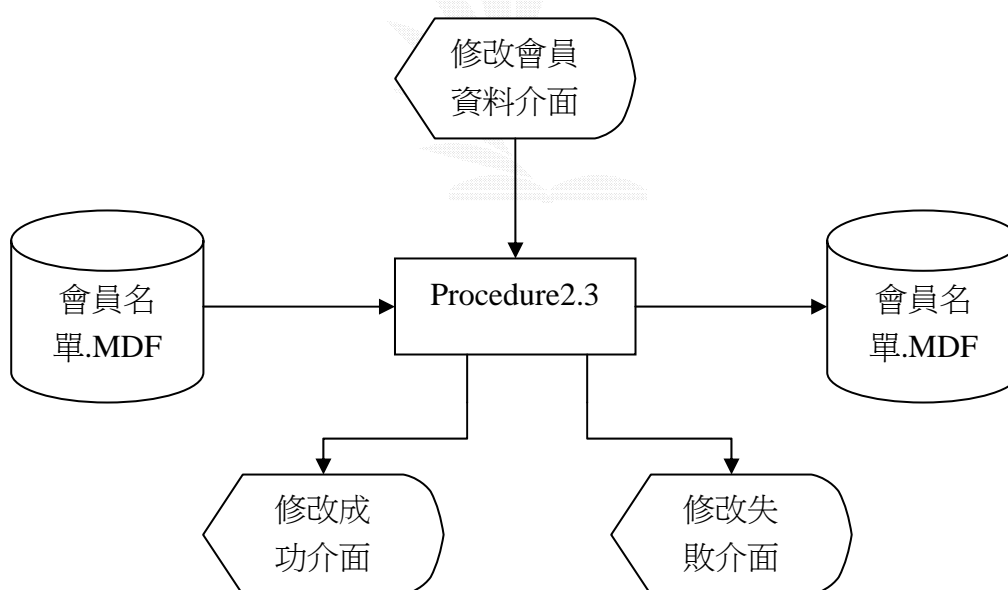 修改會員
資料介面
會員名
單.MDF
Procedure2.3
會員名
單.MDF
修改成
功介面
修改失
敗介面